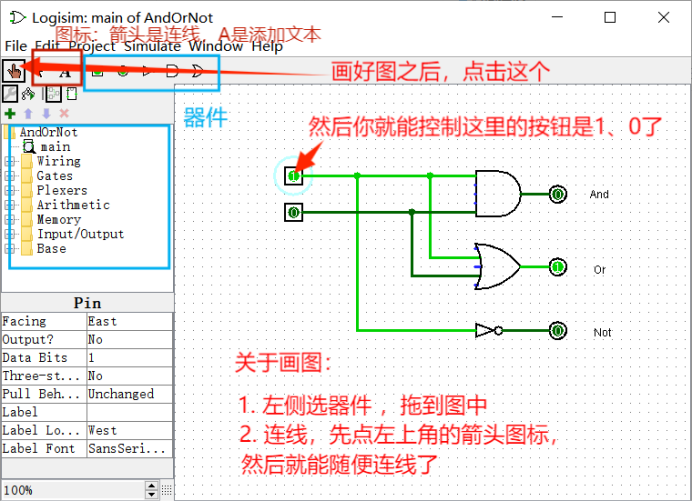 Logisim: main of AndOrNot
File Edit Project Simulate Window Help
图标：箭头是连线，A是添加文本
A
画好图之后，点击这个
器件
然后你就能控制这里的按钮是1、0了
AndOrNot
main
Wiring
Gates
Plexers
Arithmetic
Memory
Input/Output
Base
1
0
0
And
1
Or
0
Not
Pin
Facing East
Output? No
Data Bits 1
Three-st... No
Pull Beh... Unchanged
Label
Label Lo... West
Label Font SansSeri...
关于画图：
1. 左侧选器件 ，拖到图中
2. 连线，先点左上角的箭头图标，
然后就能随便连线了
100%